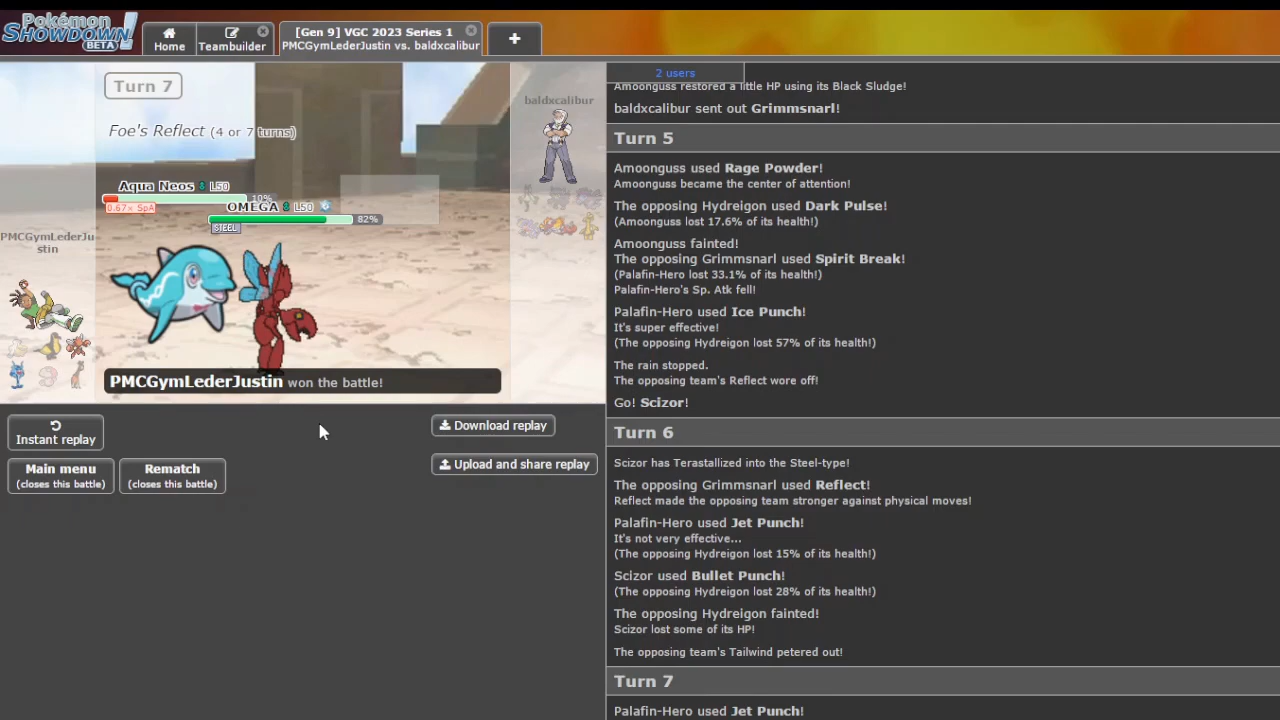 Pokémon
SHOWDOWN!
BETA
Home
Teambuilder
[Gen 9] VGC 2023 Series 1
PMCGymLederJustin vs. baldxcalibur
+
Turn 7
Foe's Reflect (4 or 7 turns)
baldxcalibur
Aqua Neos L50
10%
0.67× SpA
OMEGA L50
82%
STEEL
PMCGymLederJu
stin
PMCGymLederJustin won the battle!
Instant replay
Download replay
Upload and share replay
Main menu
(closes this battle)
Rematch
(closes this battle)
2 users
Amoonguss restored a little HP using its Black Sludge!
baldxcalibur sent out Grimmsnarl!
Turn 5
Amoonguss used Rage Powder!
Amoonguss became the center of attention!
The opposing Hydreigon used Dark Pulse!
(Amoonguss lost 17.6% of its health!)
Amoonguss fainted!
The opposing Grimmsnarl used Spirit Break!
(Palafin-Hero lost 33.1% of its health!)
Palafin-Hero's Sp. Atk fell!
Palafin-Hero used Ice Punch!
It's super effective!
(The opposing Hydreigon lost 57% of its health!)
The rain stopped.
The opposing team's Reflect wore off!
Go! Scizor!
Turn 6
Scizor has Terastallized into the Steel-type!
The opposing Grimmsnarl used Reflect!
Reflect made the opposing team stronger against physical moves!
Palafin-Hero used Jet Punch!
It's not very effective...
(The opposing Hydreigon lost 15% of its health!)
Scizor used Bullet Punch!
(The opposing Hydreigon lost 28% of its health!)
The opposing Hydreigon fainted!
Scizor lost some of its HP!
The opposing team's Tailwind petered out!
Turn 7
Palafin-Hero used Jet Punch!